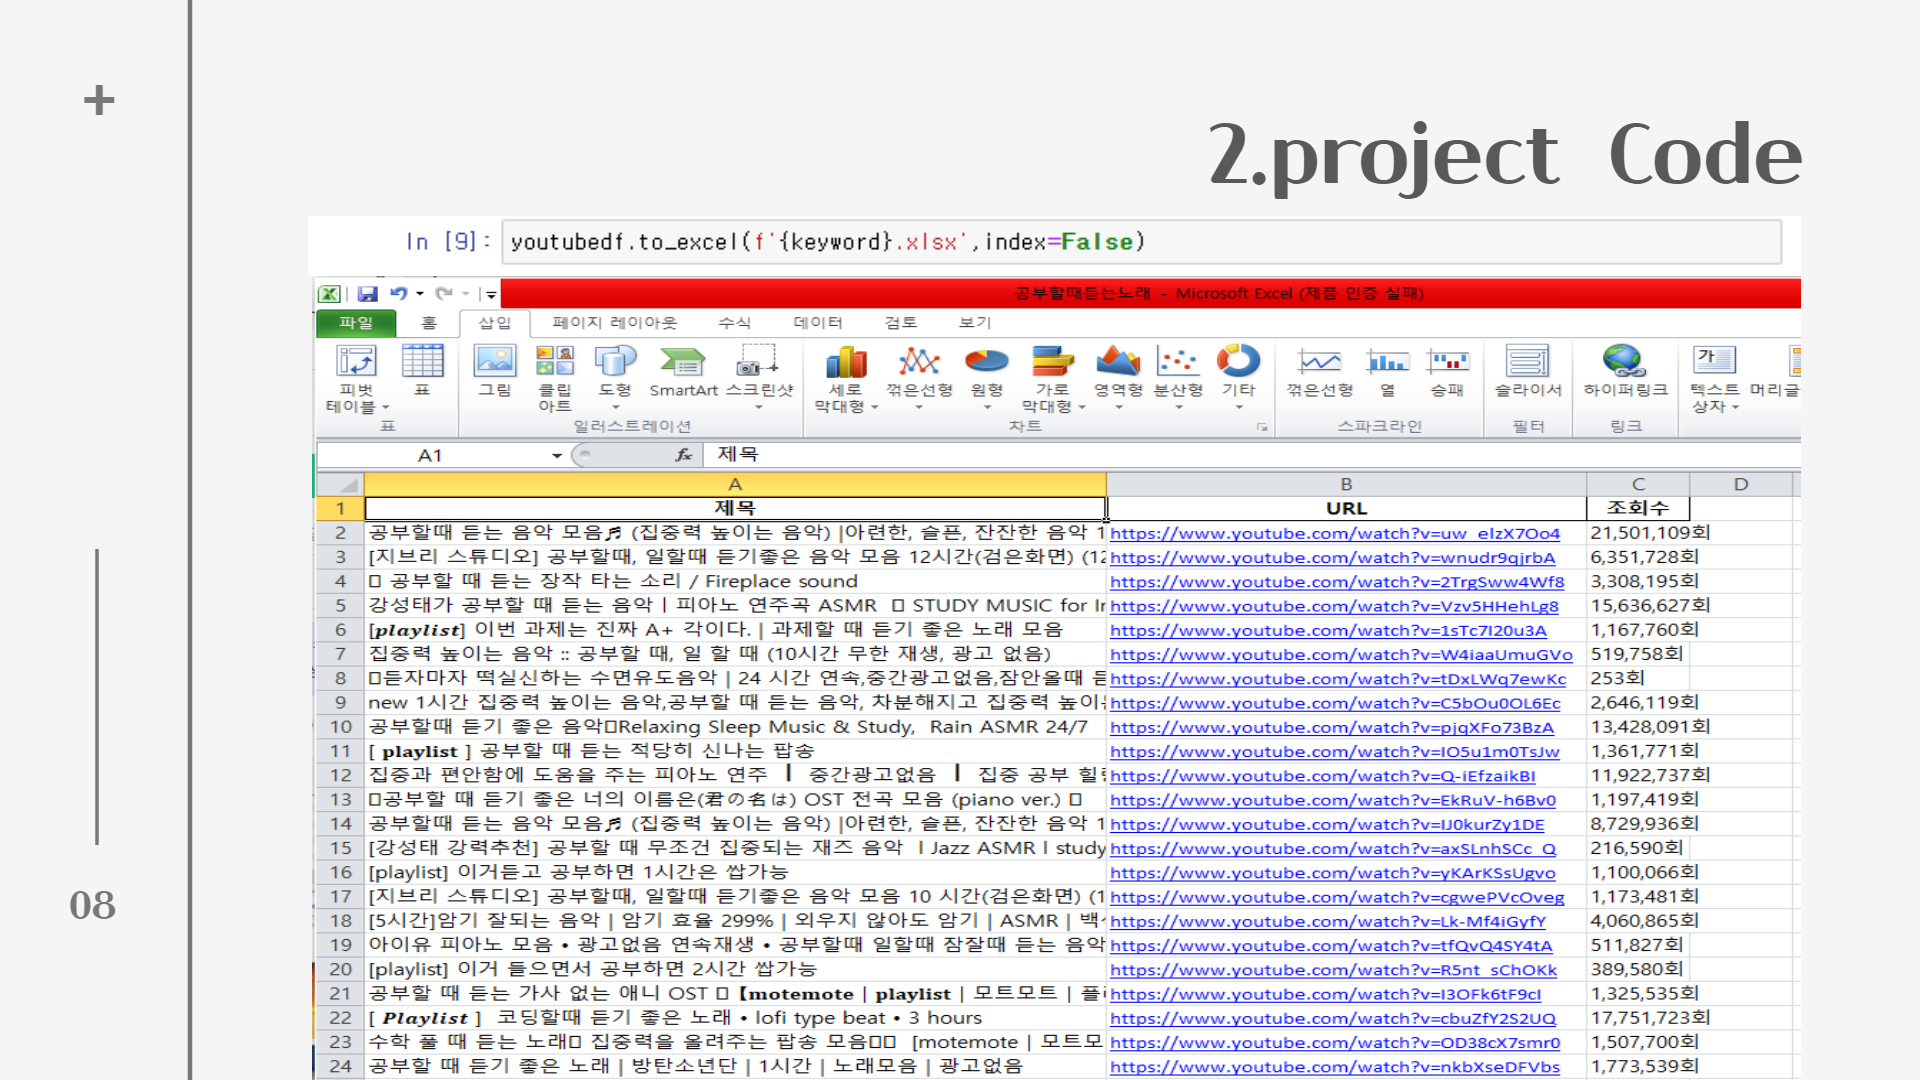 +
2.project Code
In [9]: youtubedf.to_excel(f'{keyword}.xlsx',index=False)
공부할때듣는노래 - Microsoft Excel (제품 인증 실패)
파일 홈 삽입 페이지 레이아웃 수식 데이터 검토 보기
피벗 테이블 표 그림 클립 아트 도형 SmartArt 스크린샷 세로 막대형 꺾은선형 원형 가로 막대형 영역형 분산형 기타 꺾은선형 열 승패 슬라이서 하이퍼링크 텍스트 상자 머리글
표 일러스트레이션 차트 스파크라인 필터 링크
A1 fx 제목
A B C D
1 제목 URL 조회수
2 공부할때 듣는 음악 모음♬ (집중력 높이는 음악) |아련한, 슬픈, 잔잔한 음악 1 https://www.youtube.com/watch?v=uw_elzX7Oo4 21,501,109회
3 [지브리 스튜디오] 공부할때, 일할때 듣기좋은 음악 모음 12시간(검은화면) (12 https://www.youtube.com/watch?v=wnudr9qjrbA 6,351,728회
4 공부할 때 듣는 장작 타는 소리 / Fireplace sound https://www.youtube.com/watch?v=2TrgSww4Wf8 3,308,195회
5 강성태가 공부할 때 듣는 음악ㅣ피아노 연주곡 ASMR STUDY MUSIC for In https://www.youtube.com/watch?v=Vzv5HHehLg8 15,636,627회
6 [playlist] 이번 과제는 진짜 A+ 각이다. | 과제할 때 듣기 좋은 노래 모음 https://www.youtube.com/watch?v=1sTc7I20u3A 1,167,760회
7 집중력 높이는 음악 :: 공부할 때, 일 할 때 (10시간 무한 재생, 광고 없음) https://www.youtube.com/watch?v=W4iaaUmuGVo 519,758회
8 듣자마자 떡실신하는 수면유도음악 | 24 시간 연속,중간광고없음,잠안올때 듣 https://www.youtube.com/watch?v=tDxLWq7ewKc 253회
9 new 1시간 집중력 높이는 음악,공부할 때 듣는 음악, 차분해지고 집중력 높이는 https://www.youtube.com/watch?v=C5bOu0OL6Ec 2,646,119회
10 공부할때 듣기 좋은 음악 Relaxing Sleep Music & Study, Rain ASMR 24/7 https://www.youtube.com/watch?v=pjqXFo73BzA 13,428,091회
11 [ playlist ] 공부할 때 듣는 적당히 신나는 팝송 https://www.youtube.com/watch?v=IO5u1m0TsJw 1,361,771회
12 집중과 편안함에 도움을 주는 피아노 연주 ┃ 중간광고없음 ┃ 집중 공부 힐링 https://www.youtube.com/watch?v=Q-iEfzaikBI 11,922,737회
13 공부할 때 듣기 좋은 너의 이름은(君の名は) OST 전곡 모음 (piano ver.) https://www.youtube.com/watch?v=EkRuV-h6Bv0 1,197,419회
14 공부할때 듣는 음악 모음♬ (집중력 높이는 음악) |아련한, 슬픈, 잔잔한 음악 1 https://www.youtube.com/watch?v=IJ0kurZy1DE 8,729,936회
15 [강성태 강력추천] 공부할 때 무조건 집중되는 재즈 음악 ㅣJazz ASMRㅣstudy https://www.youtube.com/watch?v=axSLnhSCc_Q 216,590회
16 [playlist] 이거듣고 공부하면 1시간은 쌉가능 https://www.youtube.com/watch?v=yKArKSsUgvo 1,100,066회
17 [지브리 스튜디오] 공부할때, 일할때 듣기좋은 음악 모음 10 시간(검은화면) (1 https://www.youtube.com/watch?v=cgwePVcOveg 1,173,481회
18 [5시간]암기 잘되는 음악 | 암기 효율 299% | 외우지 않아도 암기 | ASMR | 백 https://www.youtube.com/watch?v=Lk-Mf4iGyfY 4,060,865회
19 아이유 피아노 모음 • 광고없음 연속재생 • 공부할때 일할때 잠잘때 듣는 음악 https://www.youtube.com/watch?v=tfQvQ4SY4tA 511,827회
20 [playlist] 이거 들으면서 공부하면 2시간 쌉가능 https://www.youtube.com/watch?v=R5nt_sChOKk 389,580회
21 공부할 때 듣는 가사 없는 애니 OST 【motemote | playlist | 모트모트 | 플 https://www.youtube.com/watch?v=I3OFk6tF9cI 1,325,535회
22 [ Playlist ] 코딩할때 듣기 좋은 노래 • lofi type beat • 3 hours https://www.youtube.com/watch?v=cbuZfY2S2UQ 17,751,723회
23 수학 풀 때 듣는 노래 집중력을 올려주는 팝송 모음 [motemote | 모트모 https://www.youtube.com/watch?v=OD38cX7smr0 1,507,700회
24 공부할 때 듣기 좋은 노래 | 방탄소년단 | 1시간 | 노래모음 | 광고없음 https://www.youtube.com/watch?v=nkbXseDFVbs 1,773,539회
08